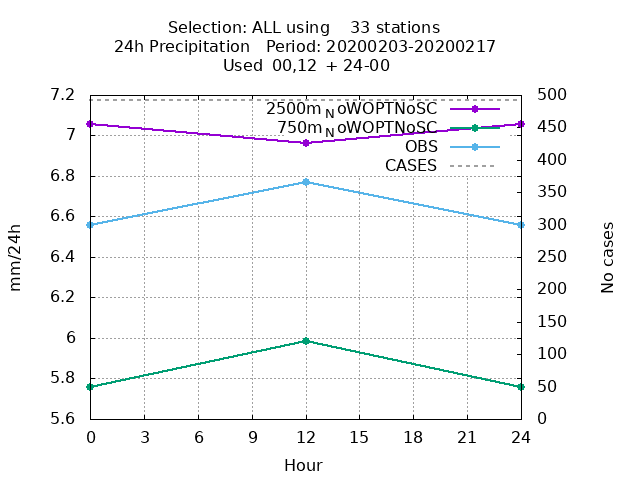 Selection: ALL using    33 stations
24h Precipitation   Period: 20200203-20200217
Used  00,12  + 24-00
7.2
7
6.8
6.6
6.4
6.2
6
5.8
5.6
mm/24h
2500m_NoWOPTNoSC
750m_NoWOPTNoSC
OBS
CASES
500
450
400
350
300
250
200
150
100
50
0
No cases
0 3 6 9 12 15 18 21 24
Hour